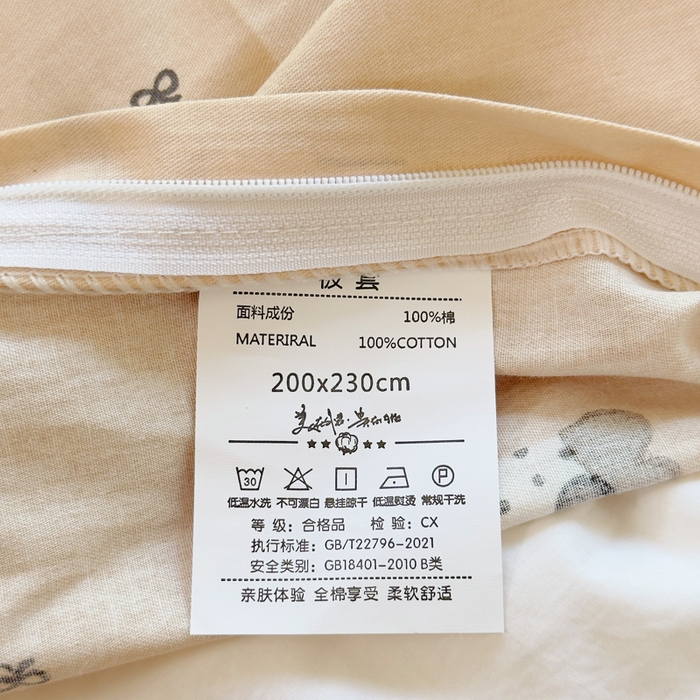 被套
面料成份 100%棉
MATERIRAL 100%COTTON
200x230cm
30 P
低温水洗 不可漂白 悬挂晾干 低温熨烫 常规干洗
等 级：合格品 检 验：CX
执行标准：GB/T22796-2021
安全类别：GB18401-2010 B类
亲肤体验 全棉享受 柔软舒适